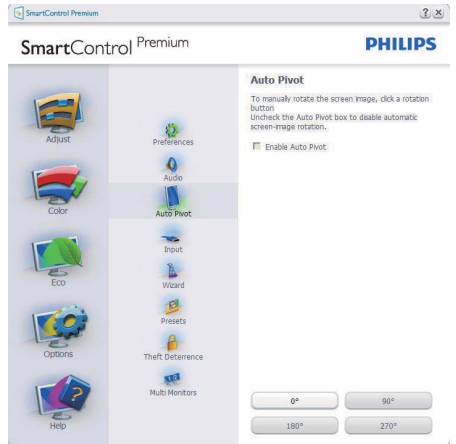 SmartControl Premium
SmartControl Premium
PHILIPS
Adjust
Color
Eco
Options
Help
Preferences
Audio
Auto Pivot
Input
Wizard
Presets
Theft Deterrence
Multi Monitors
Auto Pivot
To manually rotate the screen image, click a rotation
button
Uncheck the Auto Pivot box to disable automatic
screen-image rotation.
Enable Auto Pivot
0°
90°
180°
270°